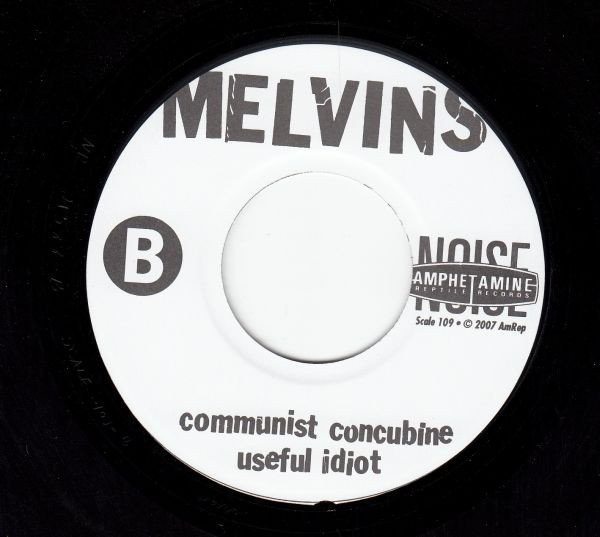 MELVINS
B
NOISE
AMPHETAMINE
REPTILE RECORDS
NOISE
Scale 109 • © 2007 AmRep
communist concubine
useful idiot